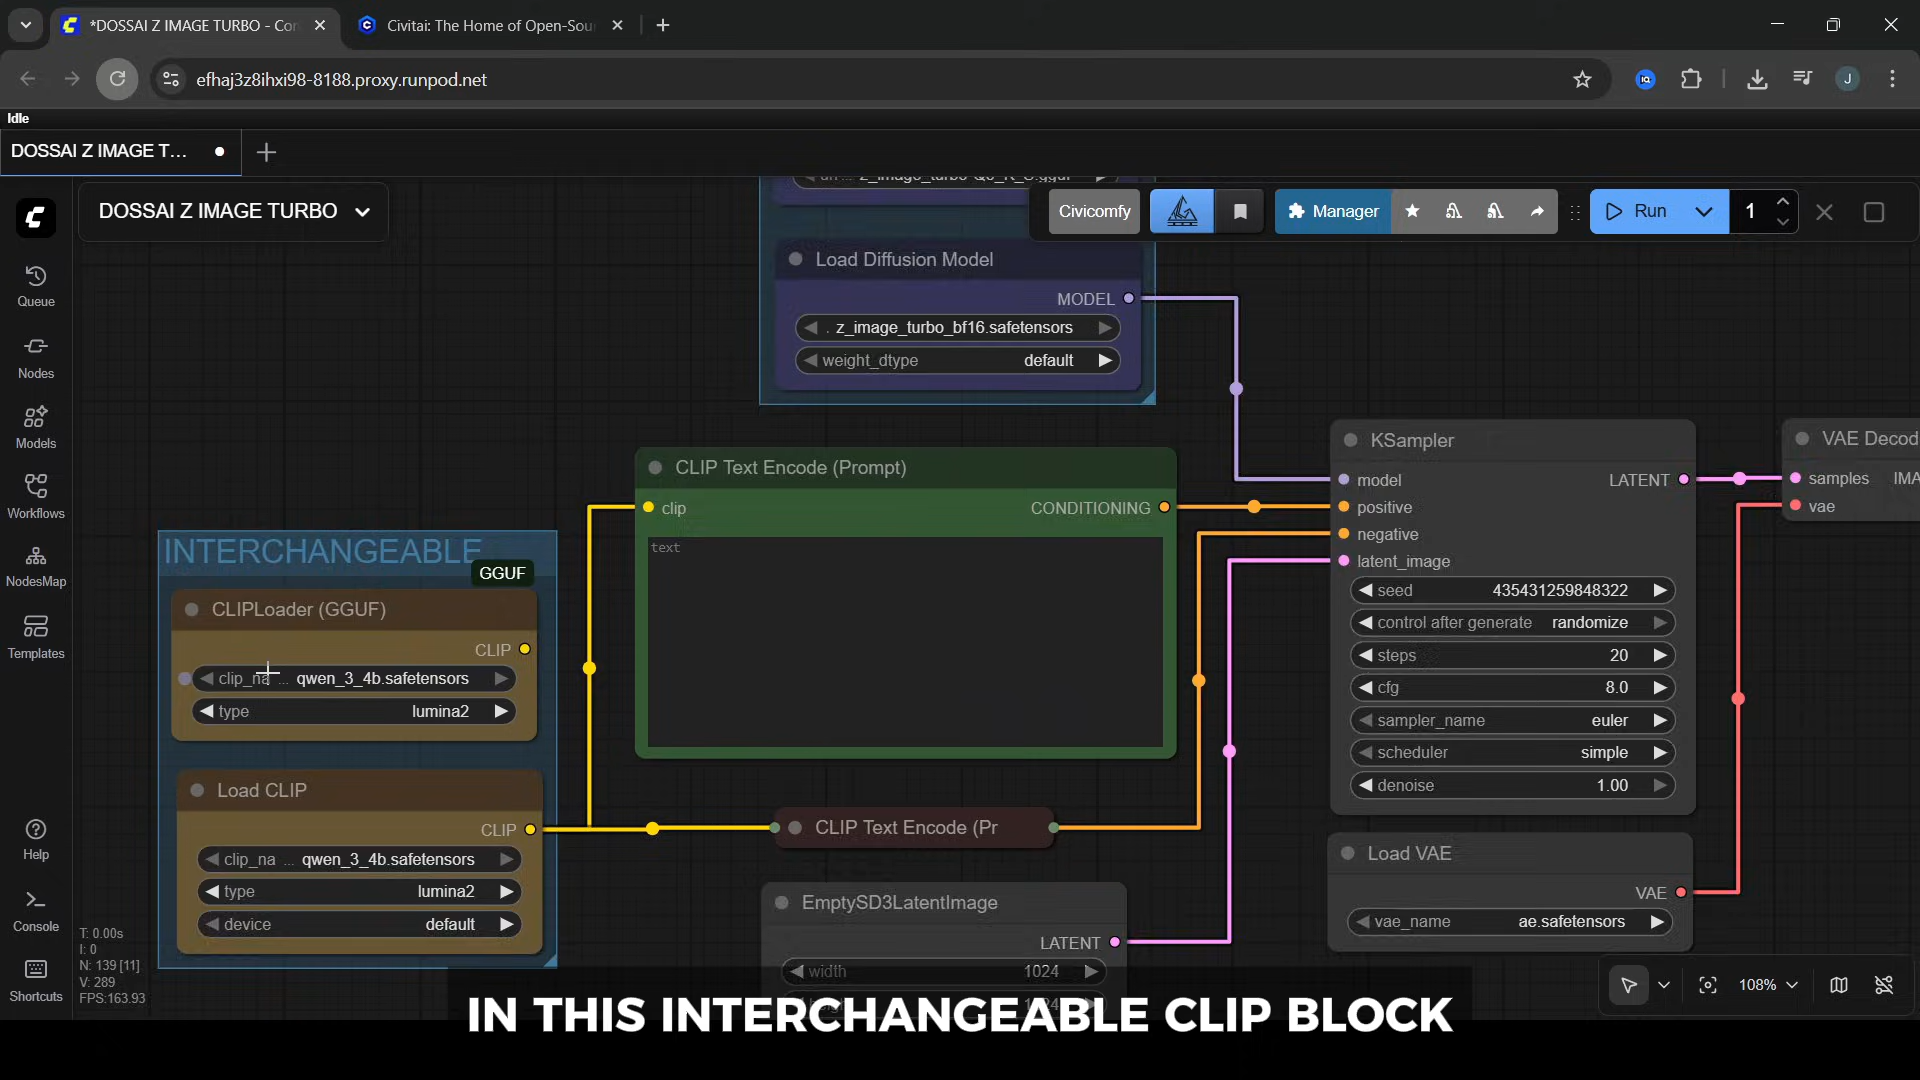 *DOSSAI Z IMAGE TURBO - Co
Civitai: The Home of Open-Sou
efhaj3z8ihxi98-8188.proxy.runpod.net
J
Idle
DOSSAI Z IMAGE T...
DOSSAI Z IMAGE TURBO
Civicomfy
Manager
Run
1
Queue
Nodes
Models
Workflows
NodesMap
Templates
Help
Console
Shortcuts
Load Diffusion Model
MODEL
. z_image_turbo_bf16.safetensors
weight_dtype default
CLIP Text Encode (Prompt)
clip CONDITIONING
text
INTERCHANGEABLE
GGUF
CLIPLoader (GGUF)
CLIP
clip_na ... qwen_3_4b.safetensors
type lumina2
Load CLIP
CLIP
clip_na ... qwen_3_4b.safetensors
type lumina2
device default
CLIP Text Encode (Pr
EmptySD3LatentImage
LATENT
width 1024
KSampler
model LATENT
positive
negative
latent_image
seed 435431259848322
control after generate randomize
steps 20
cfg 8.0
sampler_name euler
scheduler simple
denoise 1.00
VAE Decod
samples IMA
vae
Load VAE
VAE
vae_name ae.safetensors
T: 0.00s
I: 0
N: 139 [11]
V: 289
FPS:163.93
108%
IN THIS INTERCHANGEABLE CLIP BLOCK